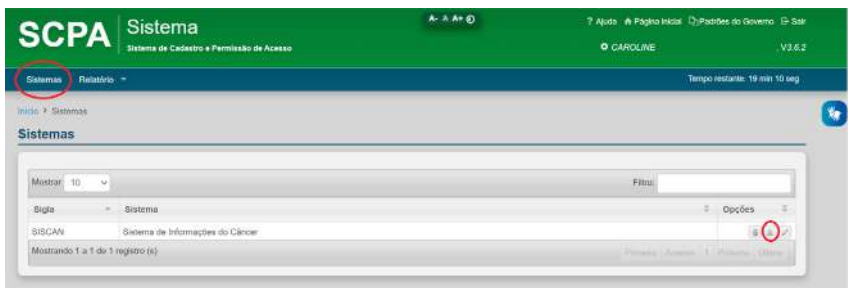 SCPA Sistema
Sistema de Cadastro e Permissão de Acesso
A- A A+
? Ajuda Página Inicial Padrões do Governo Sair
CAROLINE , V3.6.2
Sistemas Relatório Tempo restante: 19 min 10 seg
Início Sistemas
Sistemas
Mostrar 10 Filtro:
Sigla Sistema Opções
SISCAN Sistema de Informações do Câncer
Mostrando 1 a 1 de 1 registro (s) Primeira Anterior 1 Próximo Última